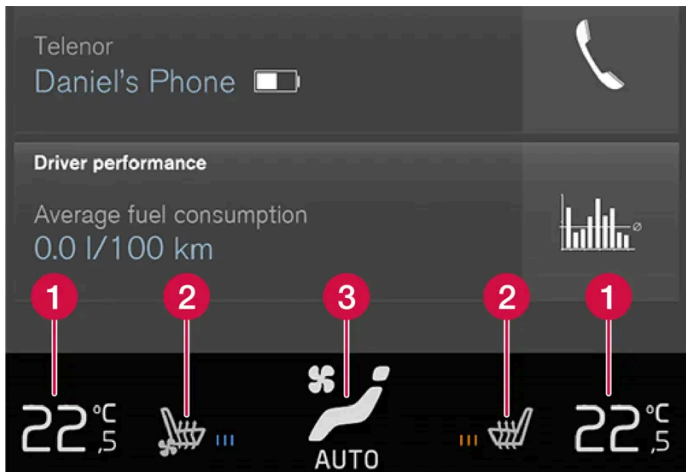 Telenor
Daniel's Phone
Driver performance
Average fuel consumption
0.0 l/100 km
1 2 3 2 1
22,5 °C 22,5 °C
AUTO